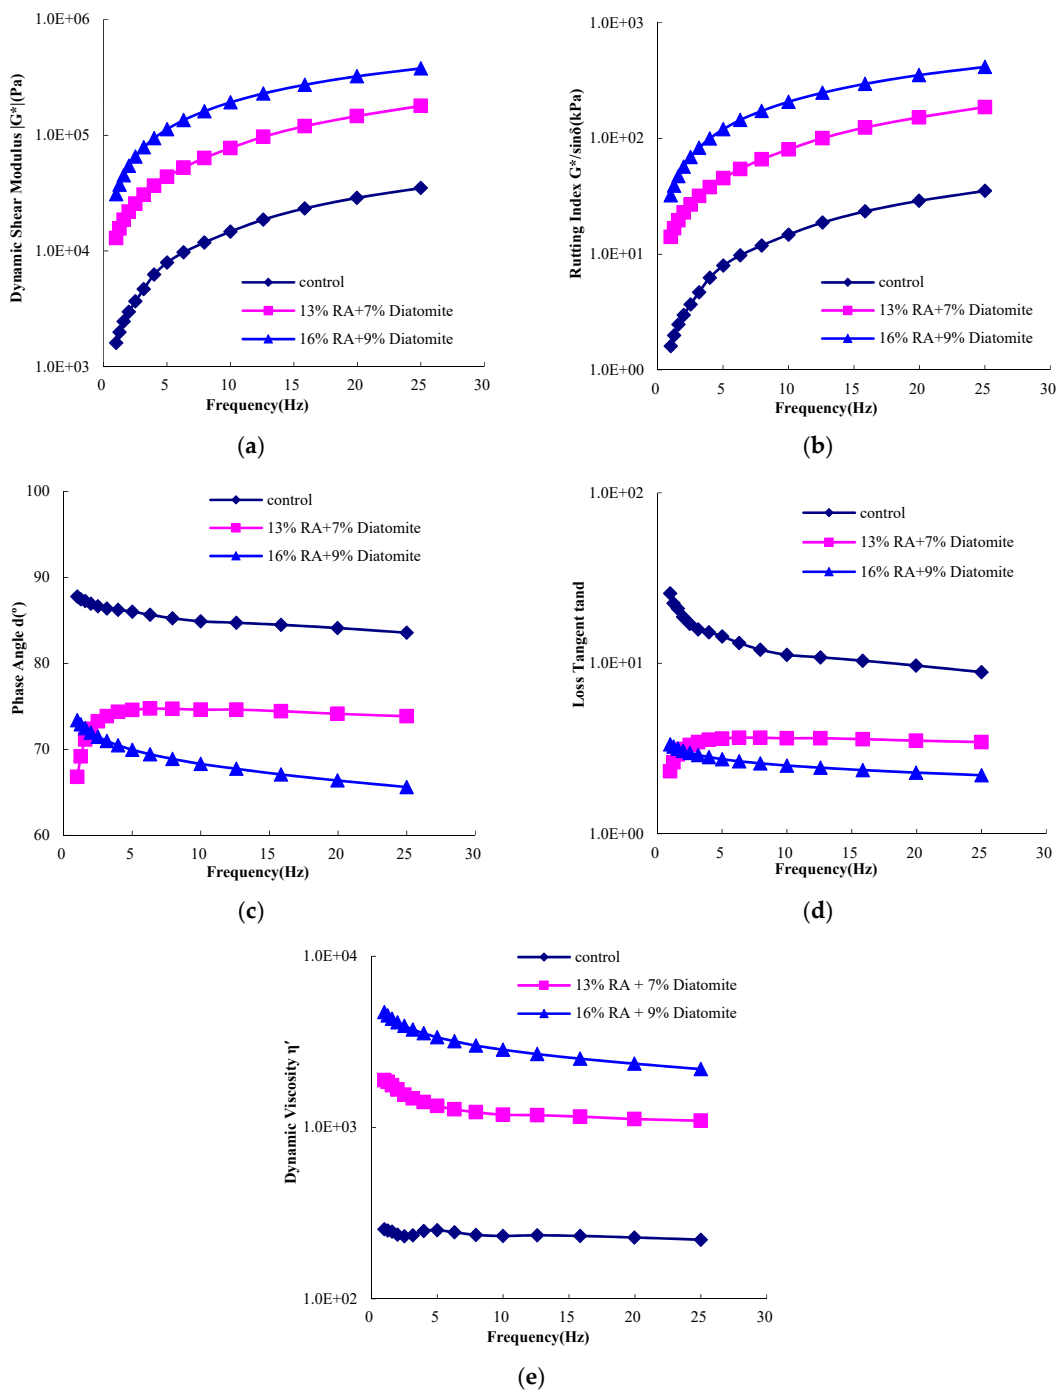 1.0E+06
1.0E+05
1.0E+04
1.0E+03
Dynamic Shear Modulus |G*|(Pa)
control
13% RA+7% Diatomite
16% RA+9% Diatomite
0 5 10 15 20 25 30
Frequency(Hz)
(a)
1.0E+03
1.0E+02
1.0E+01
1.0E+00
Rutting Index G*/sinδ(kPa)
control
13% RA+7% Diatomite
16% RA+9% Diatomite
0 5 10 15 20 25 30
Frequency(Hz)
(b)
100
90
80
70
60
Phase Angle d(°)
control
13% RA+7% Diatomite
16% RA+9% Diatomite
0 5 10 15 20 25 30
Frequency(Hz)
(c)
1.0E+02
1.0E+01
1.0E+00
Loss Tangent tand
control
13% RA+7% Diatomite
16% RA+9% Diatomite
0 5 10 15 20 25 30
Frequency(Hz)
(d)
1.0E+04
1.0E+03
1.0E+02
Dynamic Viscosity η′
control
13% RA + 7% Diatomite
16% RA + 9% Diatomite
0 5 10 15 20 25 30
Frequency(Hz)
(e)